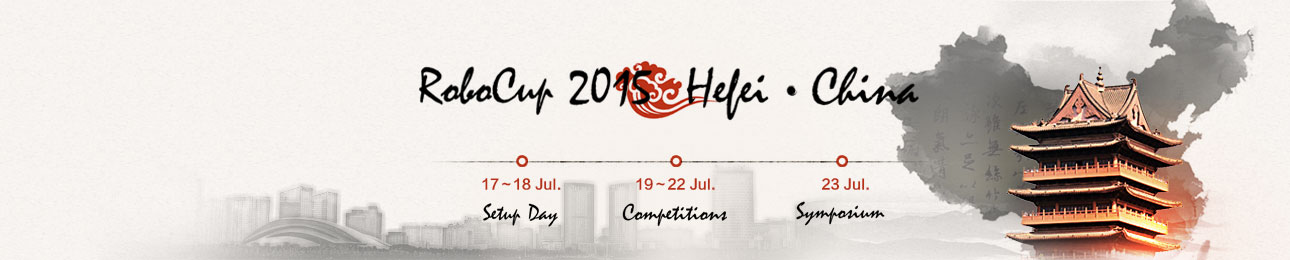 RoboCup 2015 Hefei • China
17~18 Jul. 19~22 Jul. 23 Jul.
Setup Day Competitions Symposium